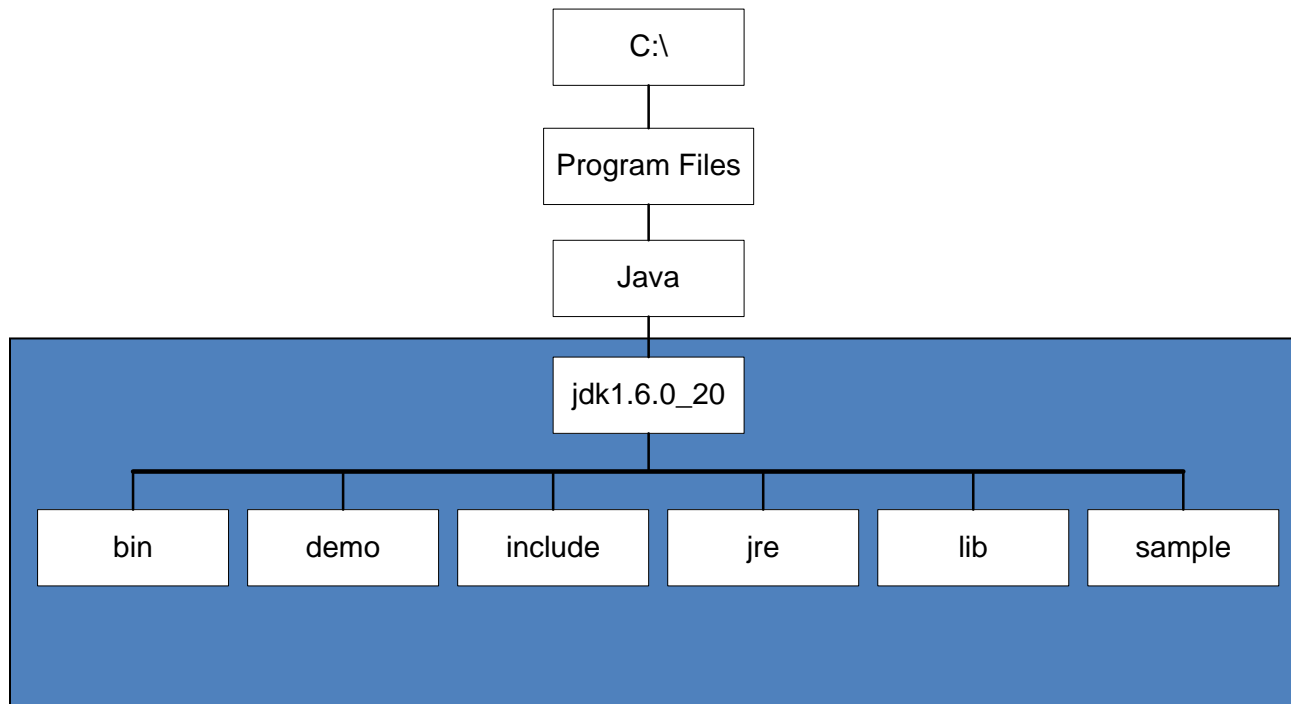 C:\
Program Files
Java
jdk1.6.0_20
bin
demo
include
jre
lib
sample